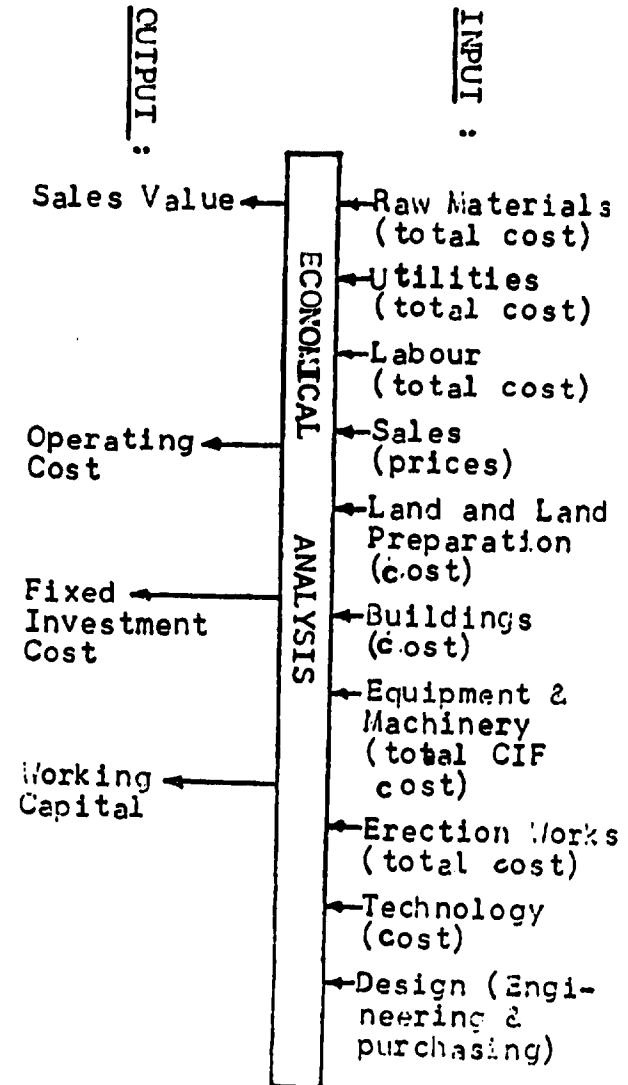 OUTPUT :
INPUT :
ECONOMICAL ANALYSIS
Sales Value
Operating
Cost
Fixed
Investment
Cost
Working
Capital
Raw Materials
(total cost)
Utilities
(total cost)
Labour
(total cost)
Sales
(prices)
Land and Land
Preparation
(cost)
Buildings
(cost)
Equipment &
Machinery
(total CIF
cost)
Erection Works
(total cost)
Technology
(cost)
Design (Engi-
neering &
purchasing)